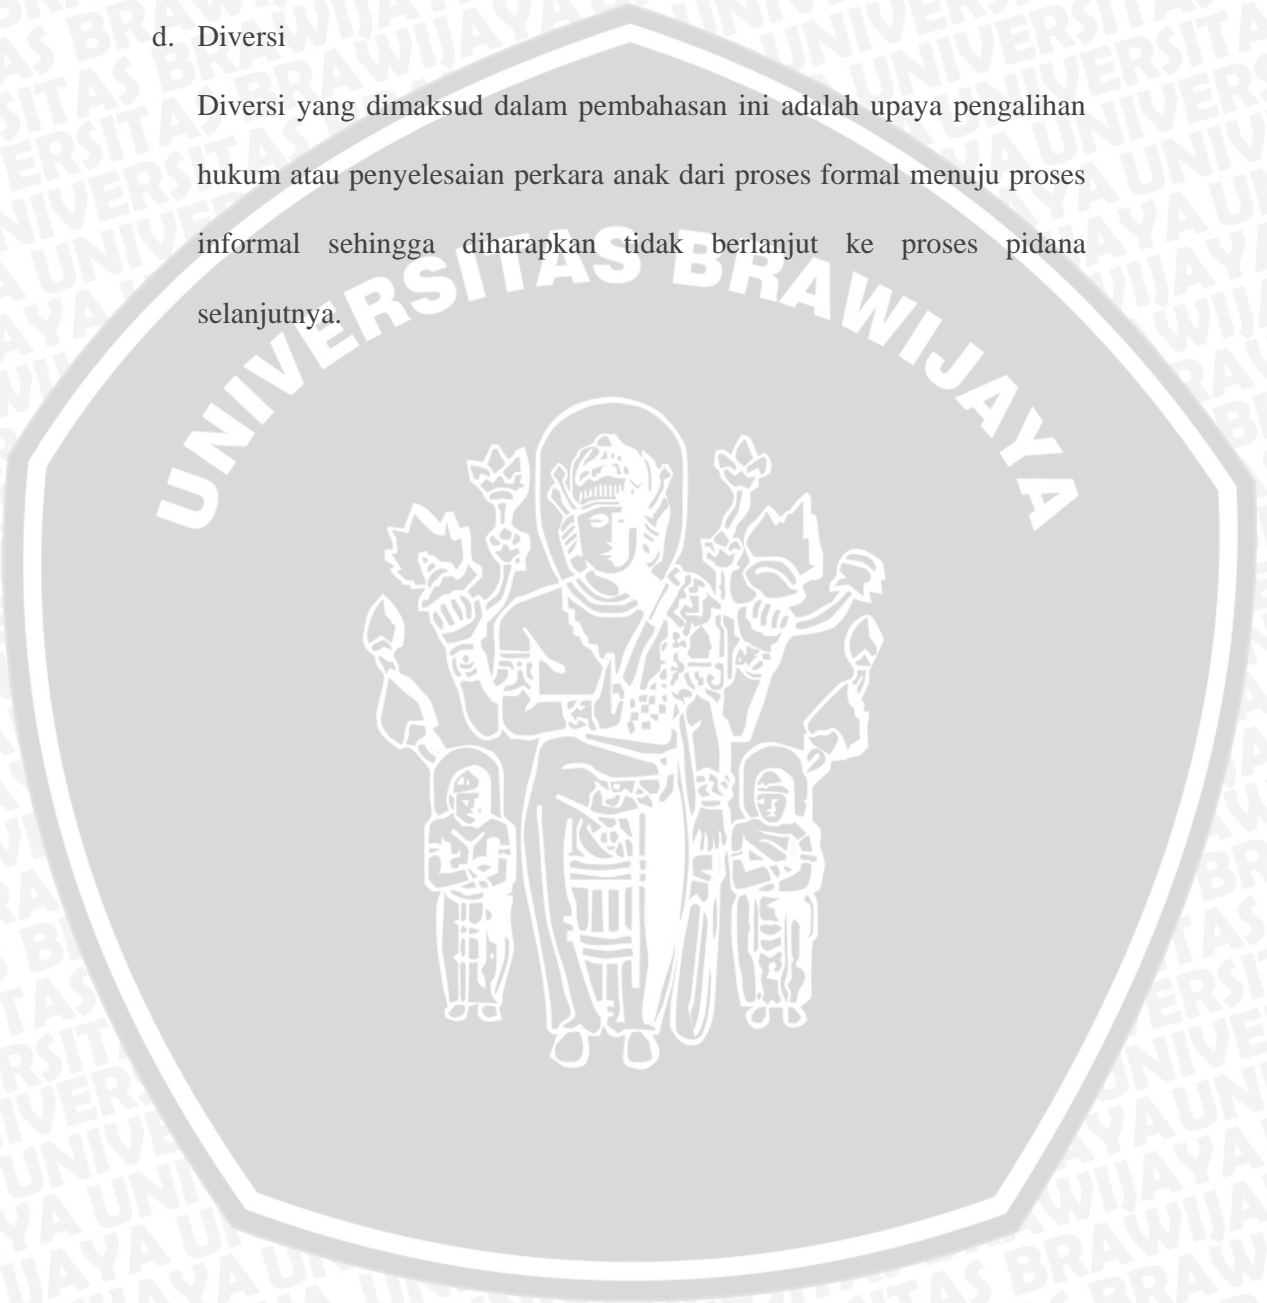 d. Diversi
Diversi yang dimaksud dalam pembahasan ini adalah upaya pengalihan
hukum atau penyelesaian perkara anak dari proses formal menuju proses
informal sehingga diharapkan tidak berlanjut ke proses pidana
selanjutnya.
UNIVERSITAS BRAWIJAYA